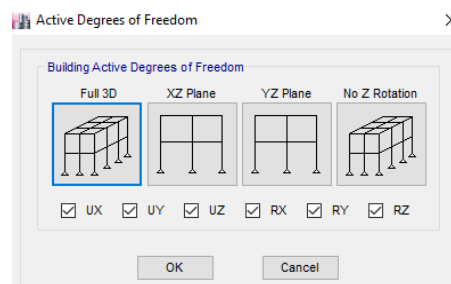 Active Degrees of Freedom
Building Active Degrees of Freedom
Full 3D XZ Plane YZ Plane No Z Rotation
UX UY UZ RX RY RZ
OK Cancel